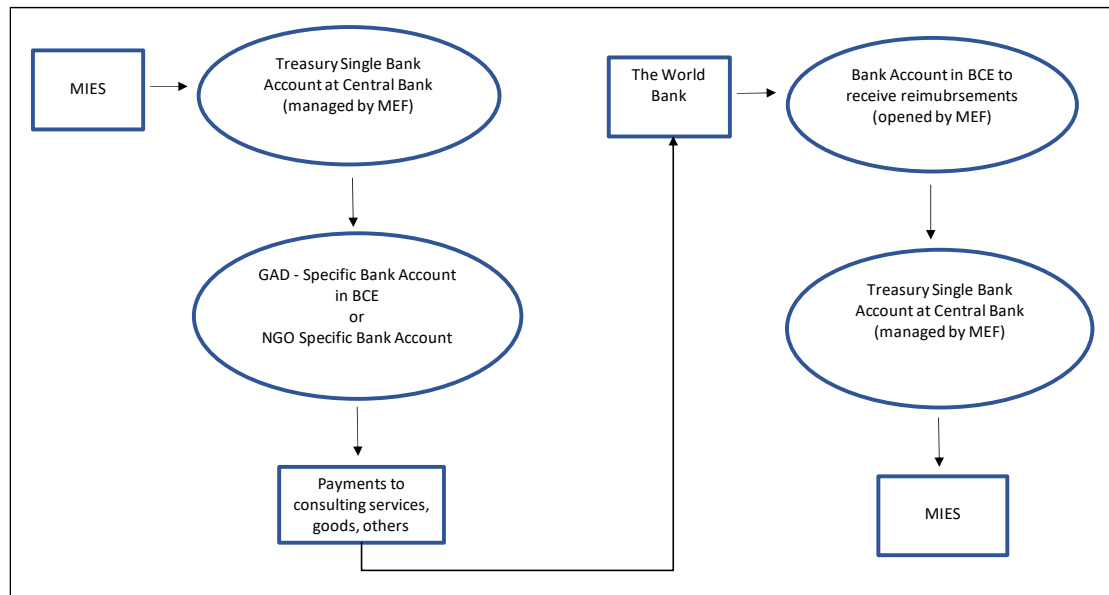 MIES
Treasury Single Bank
Account at Central Bank
(managed by MEF)
GAD - Specific Bank Account
in BCE
or
NGO Specific Bank Account
Payments to
consulting services,
goods, others
The World
Bank
Bank Account in BCE to
receive reimubrsements
(opened by MEF)
Treasury Single Bank
Account at Central Bank
(managed by MEF)
MIES